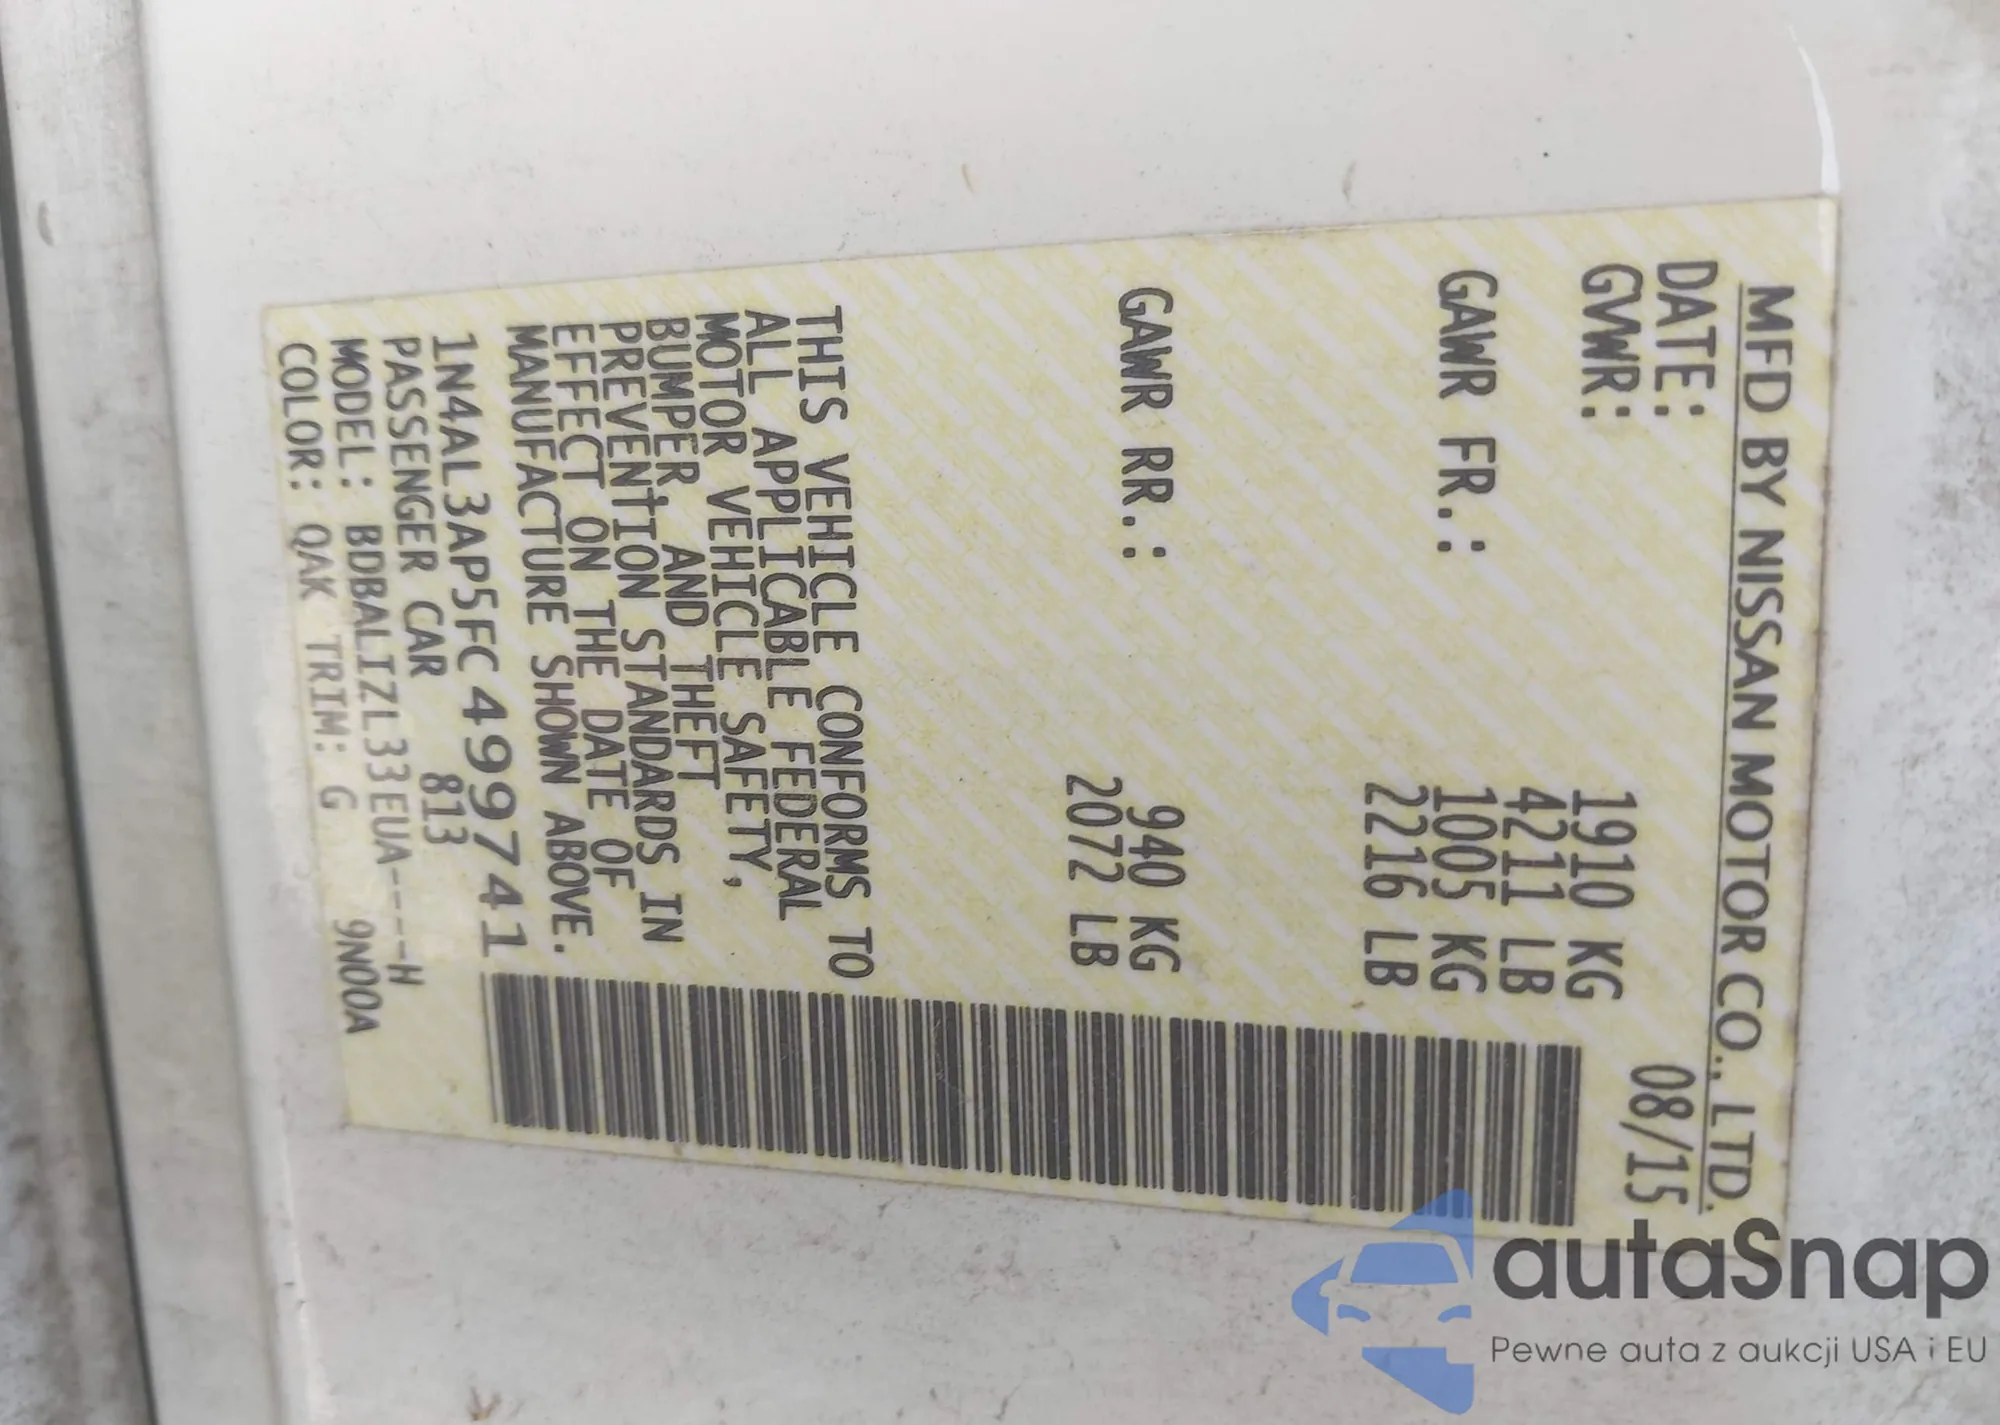 MFD BY NISSAN MOTOR CO., LTD.
DATE: 08/15
GVWR: 1910 KG
4211 LB
GAWR FR.: 1005 KG
2216 LB
GAWR RR.: 940 KG
2072 LB
THIS VEHICLE CONFORMS TO
ALL APPLICABLE FEDERAL
MOTOR VEHICLE SAFETY,
BUMPER, AND THEFT
PREVENTION STANDARDS IN
EFFECT ON THE DATE OF
MANUFACTURE SHOWN ABOVE.
1N4AL3AP5FC499741
PASSENGER CAR 813
MODEL: BDBALIZL33EUA----H
COLOR: QAK TRIM: G 9N00A
autaSnap
Pewne auta z aukcji USA i EU